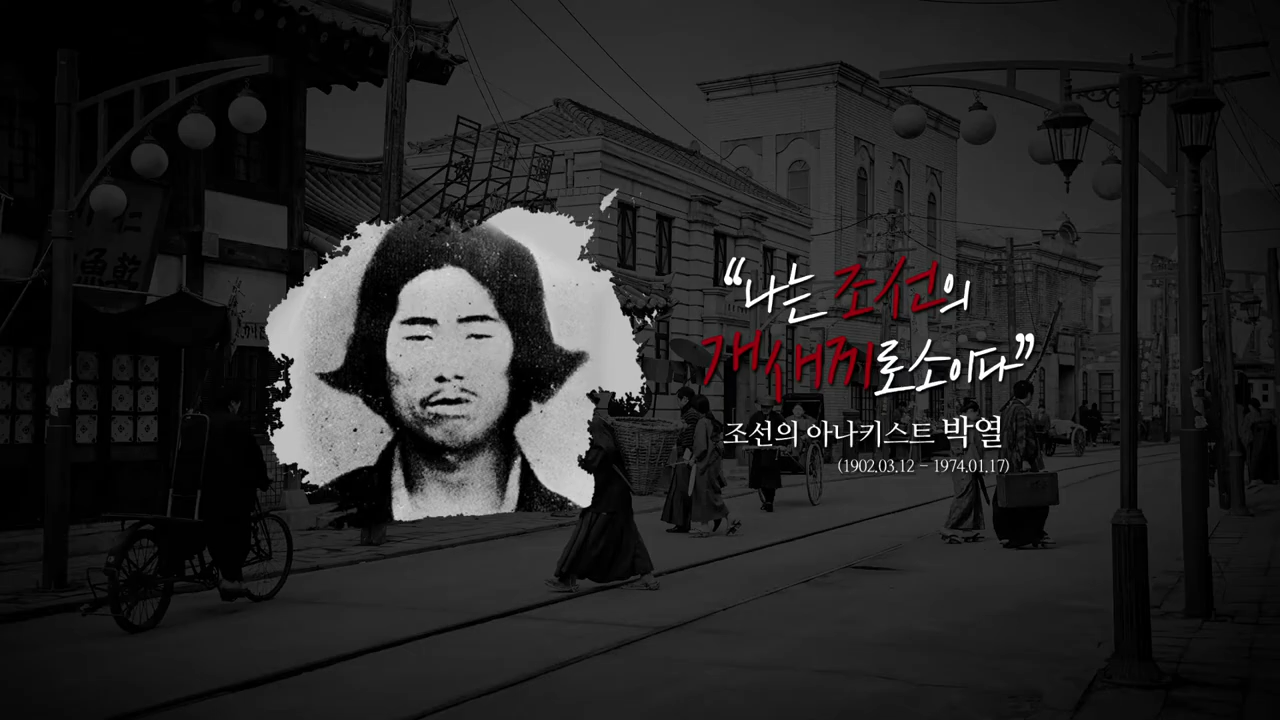 “나는 조선의
개새끼로소이다”
조선의 아나키스트 박열
(1902.03.12 - 1974.01.17)